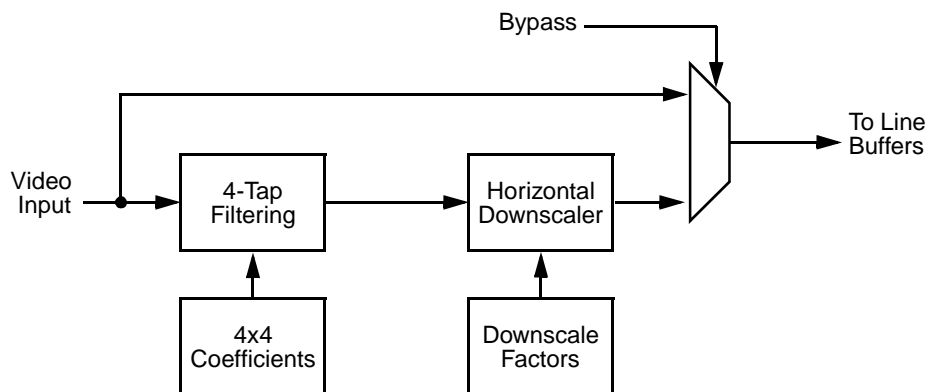 Bypass
To Line
Buffers
Video
Input
4-Tap
Filtering
Horizontal
Downscaler
4x4
Coefficients
Downscale
Factors